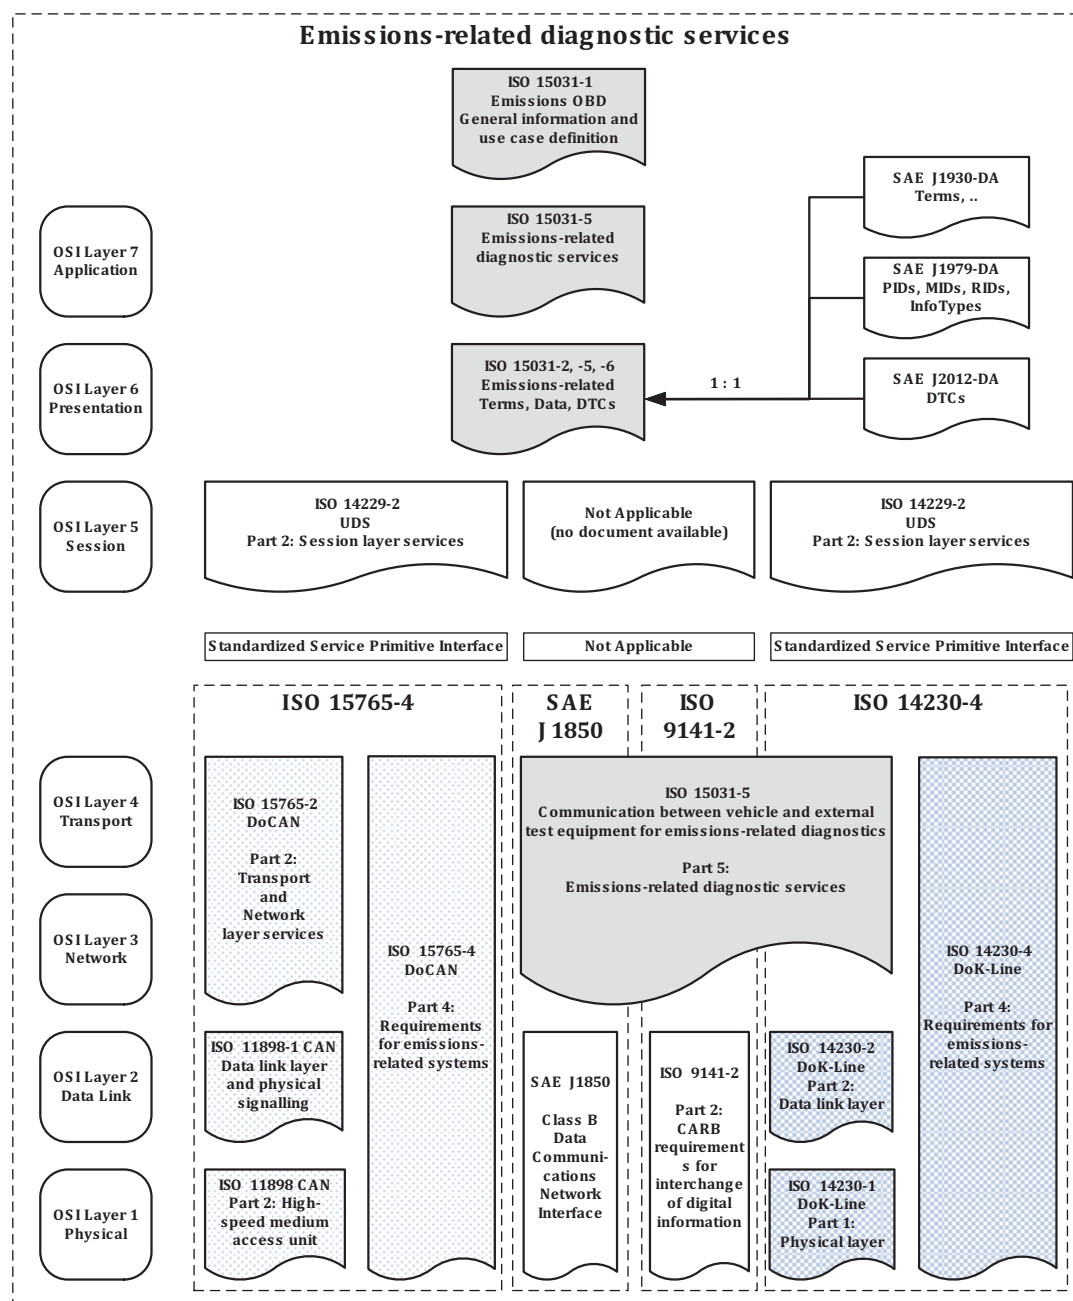 Emissions-related diagnostic services
ISO 15031-1
Emissions OBD
General information and
use case definition
SAE J1930-DA
Terms, ..
OSI Layer 7
Application
ISO 15031-5
Emissions-related
diagnostic services
SAE J1979-DA
PIDs, MIDs, RIDs,
InfoTypes
OSI Layer 6
Presentation
ISO 15031-2, -5, -6
Emissions-related
Terms, Data, DTCs
1 : 1
SAE J2012-DA
DTCs
OSI Layer 5
Session
ISO 14229-2
UDS
Part 2: Session layer services
Not Applicable
(no document available)
ISO 14229-2
UDS
Part 2: Session layer services
Standardized Service Primitive Interface
Not Applicable
Standardized Service Primitive Interface
ISO 15765-4
SAE
J1850
ISO
9141-2
ISO 14230-4
OSI Layer 4
Transport
ISO 15765-2
DoCAN
Part 2:
Transport
and
Network
layer services
ISO 15031-5
Communication between vehicle and external
test equipment for emissions-related diagnostics
Part 5:
Emissions-related diagnostic services
OSI Layer 3
Network
ISO 15765-4
DoCAN
Part 4:
Requirements
for emissions-
related systems
ISO 14230-4
DoK-Line
Part 4:
Requirements for
emissions-
related systems
OSI Layer 2
Data Link
ISO 11898-1 CAN
Data link layer
and physical
signalling
SAE J1850
Class B
Data
Communi-
cations
Network
Interface
ISO 9141-2
Part 2:
CARB
requirement
s for
interchange
of digital
information
ISO 14230-2
DoK-Line
Part 2:
Data link layer
OSI Layer 1
Physical
ISO 11898 CAN
Part 2: High-
speed medium
access unit
ISO 14230-1
DoK-Line
Part 1:
Physical layer